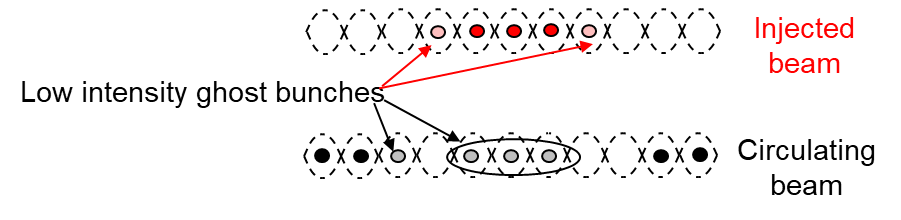 Injected
beam
Low intensity ghost bunches
Circulating
beam